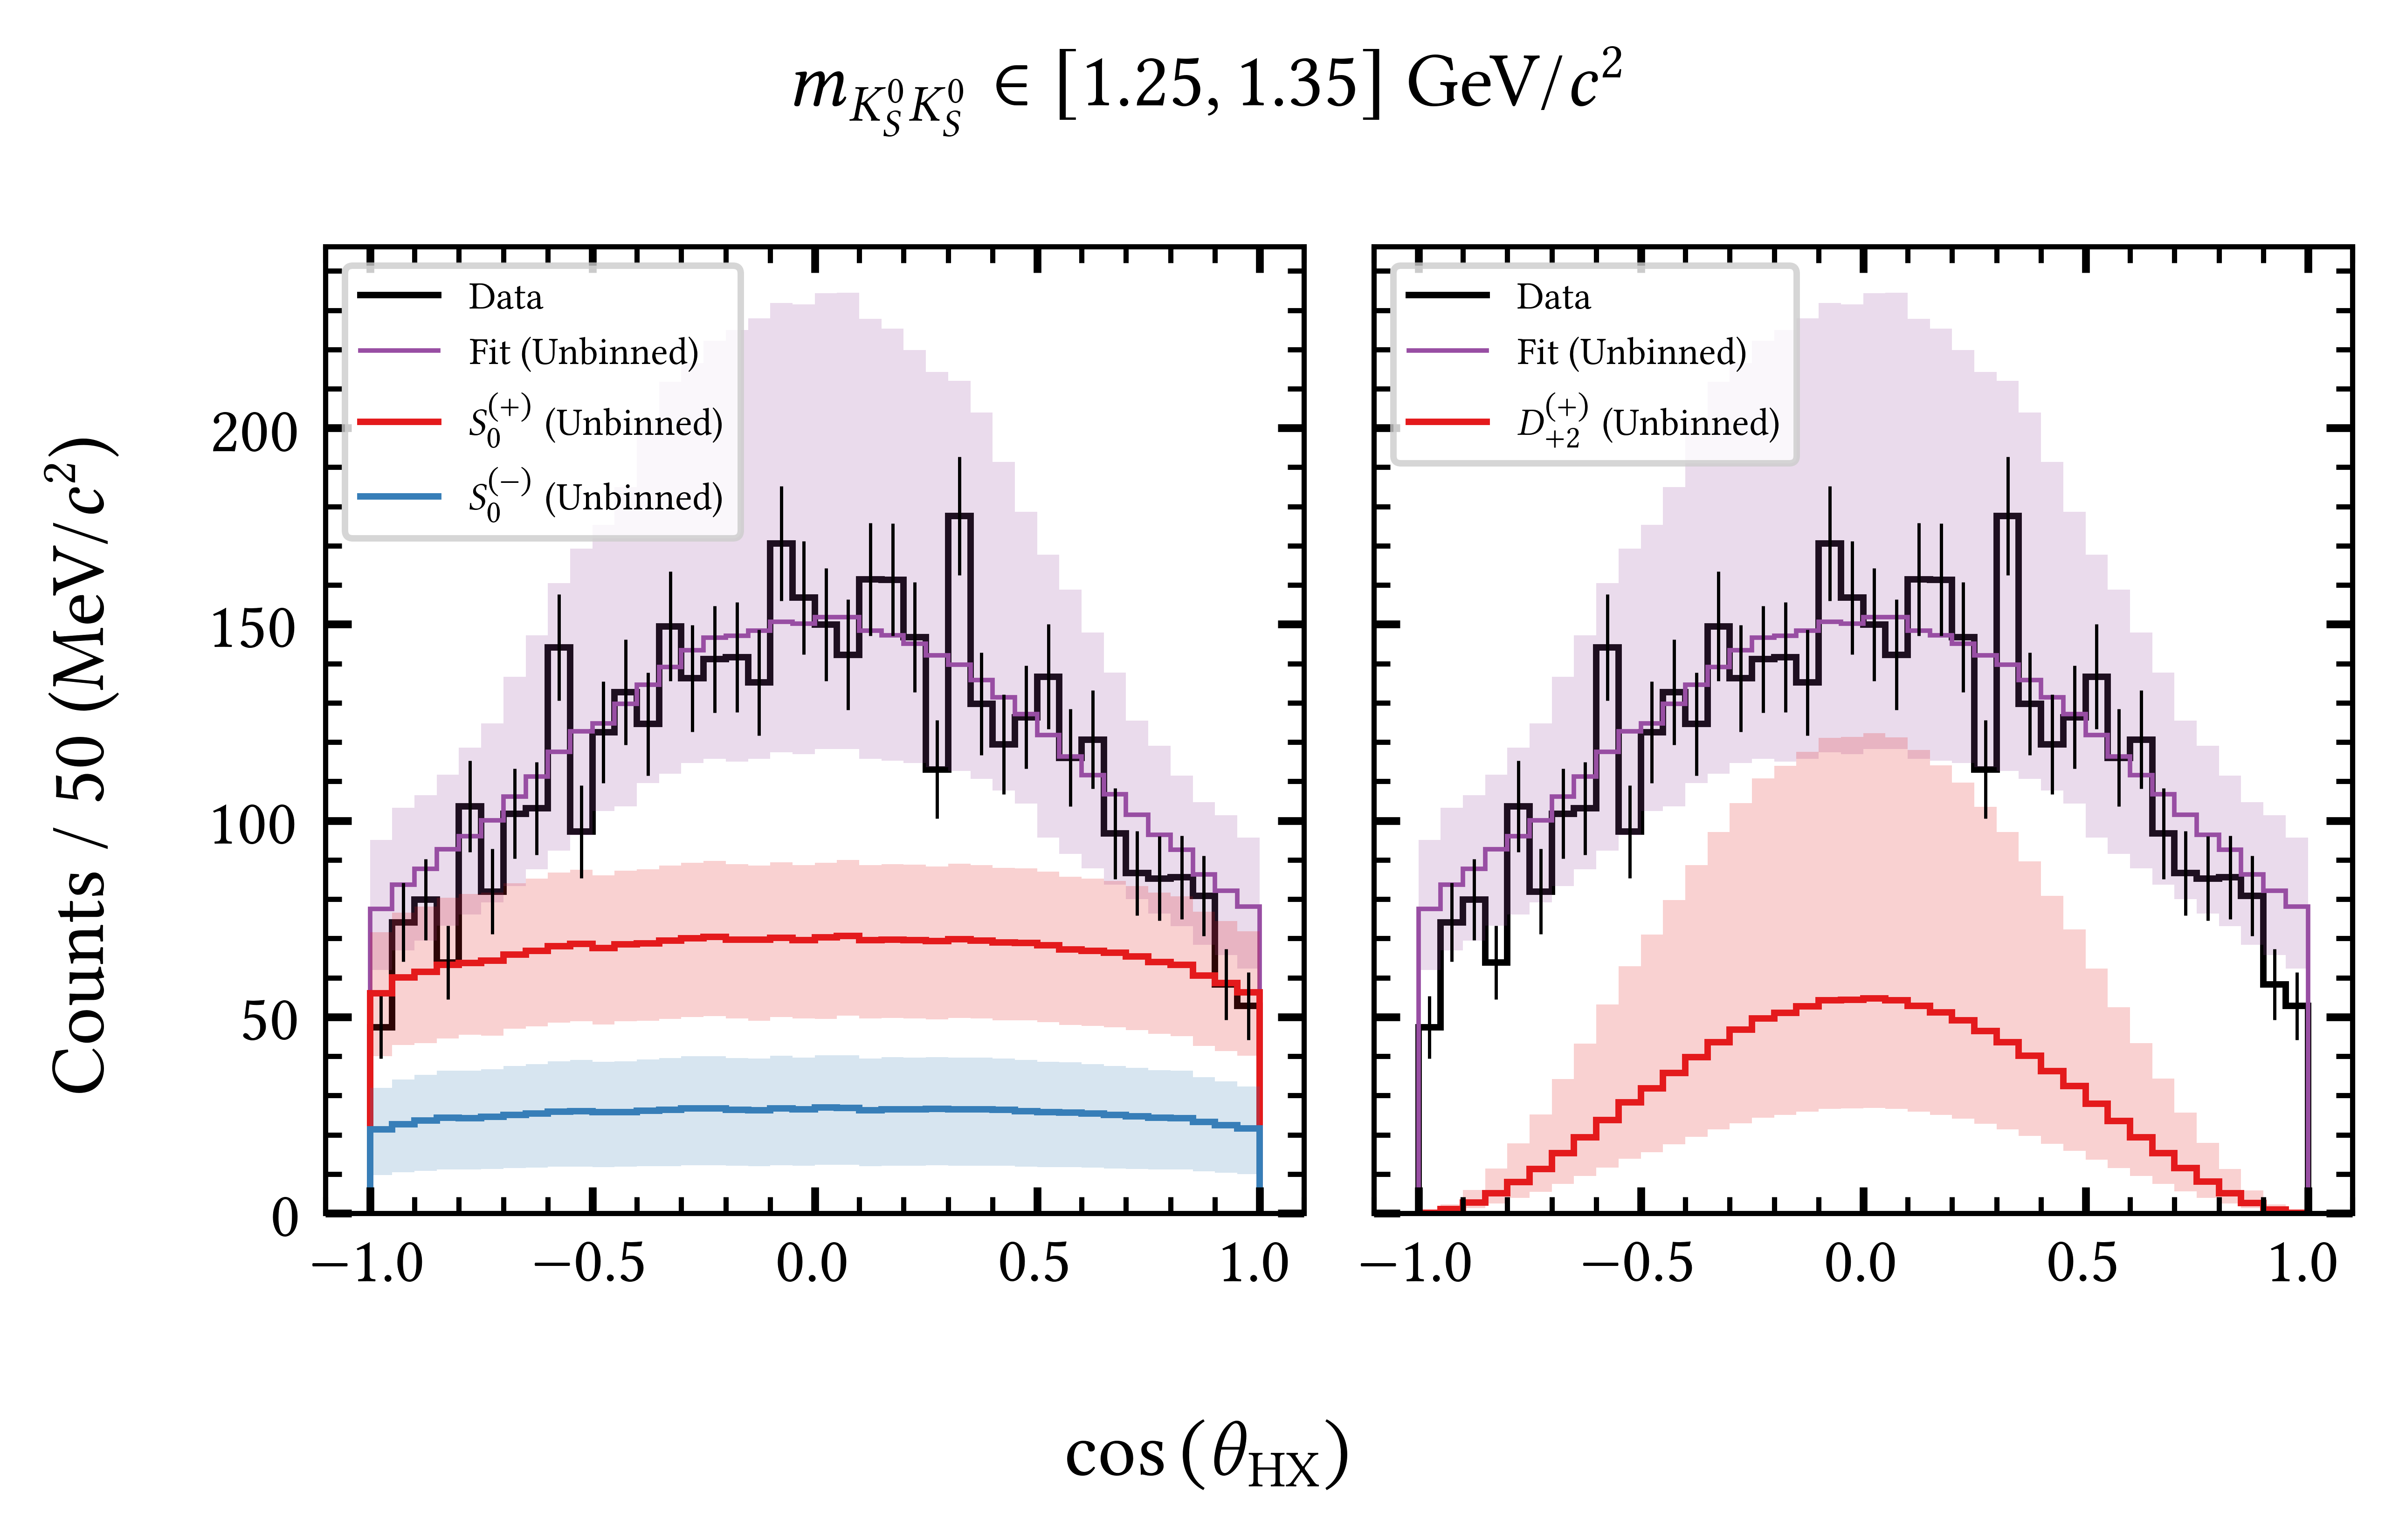 m_{K_S^0 K_S^0} ∈ [1.25, 1.35] GeV/c²
Counts / 50 (MeV/c²)
200
150
100
50
0
Data
Fit (Unbinned)
S_0^{(+)} (Unbinned)
S_0^{(−)} (Unbinned)
−1.0 −0.5 0.0 0.5 1.0
Data
Fit (Unbinned)
D_{+2}^{(+)} (Unbinned)
−1.0 −0.5 0.0 0.5 1.0
cos (θ_{HX})